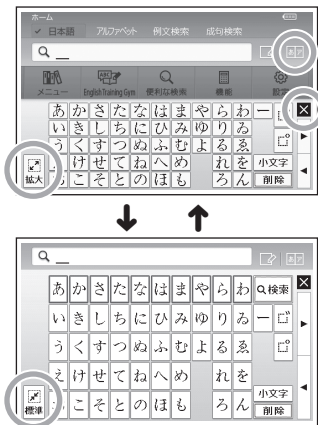 ホーム
✓ 日本語 アルファベット 例文検索 成句検索
あア
メニュー English Training Gym 便利な検索 機能 設定
あ か さ た な は ま や ら わ ー ゛ ×
い き し ち に ひ み ゆ り ゐ
う く す つ ぬ ふ む よ る ゑ ゜ ▶
け せ て ね へ め れ を 小文字
こ そ と の ほ も ろ ん 削除 ◀
拡大
あア
あ か さ た な は ま や ら わ 検索 ×
い き し ち に ひ み ゆ り ゐ ー ゛
う く す つ ぬ ふ む よ る ゑ ゜ ▶
え け せ て ね へ め れ を
こ そ と の ほ も ろ ん 小文字 ◀
標準 削除